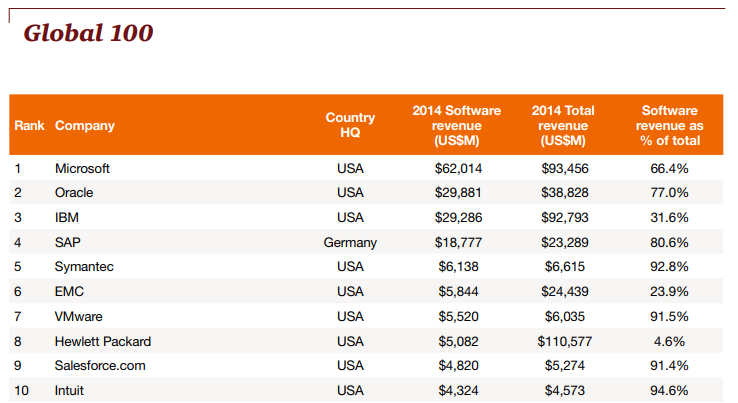 Global 100
Rank Company Country HQ 2014 Software revenue (US$M) 2014 Total revenue (US$M) Software revenue as % of total
1 Microsoft USA $62,014 $93,456 66.4%
2 Oracle USA $29,881 $38,828 77.0%
3 IBM USA $29,286 $92,793 31.6%
4 SAP Germany $18,777 $23,289 80.6%
5 Symantec USA $6,138 $6,615 92.8%
6 EMC USA $5,844 $24,439 23.9%
7 VMware USA $5,520 $6,035 91.5%
8 Hewlett Packard USA $5,082 $110,577 4.6%
9 Salesforce.com USA $4,820 $5,274 91.4%
10 Intuit USA $4,324 $4,573 94.6%